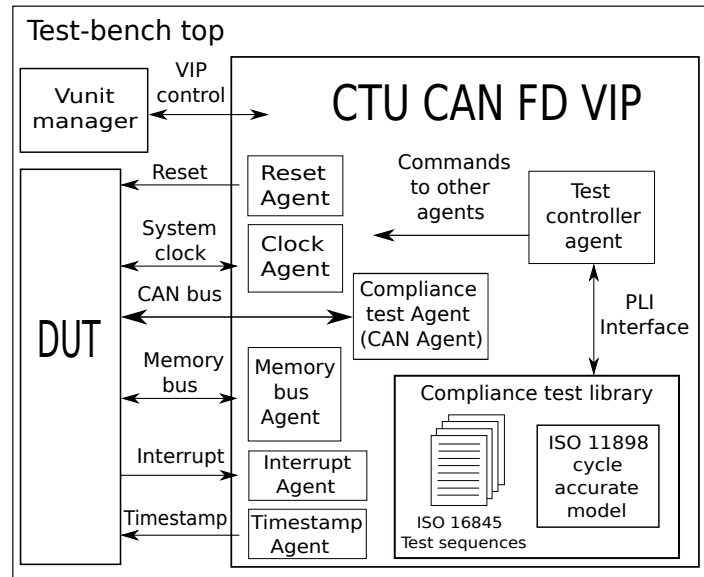 Test-bench top
Vunit
manager
VIP
control
CTU CAN FD VIP
Reset
Reset
Agent
Commands
to other
agents
Test
controller
agent
System
clock
Clock
Agent
CAN bus
Compliance
test Agent
(CAN Agent)
PLI
Interface
DUT
Memory
bus
Memory
bus
Agent
Compliance test library
ISO 16845
Test sequences
ISO 11898
cycle
accurate
model
Interrupt
Interrupt
Agent
Timestamp
Timestamp
Agent